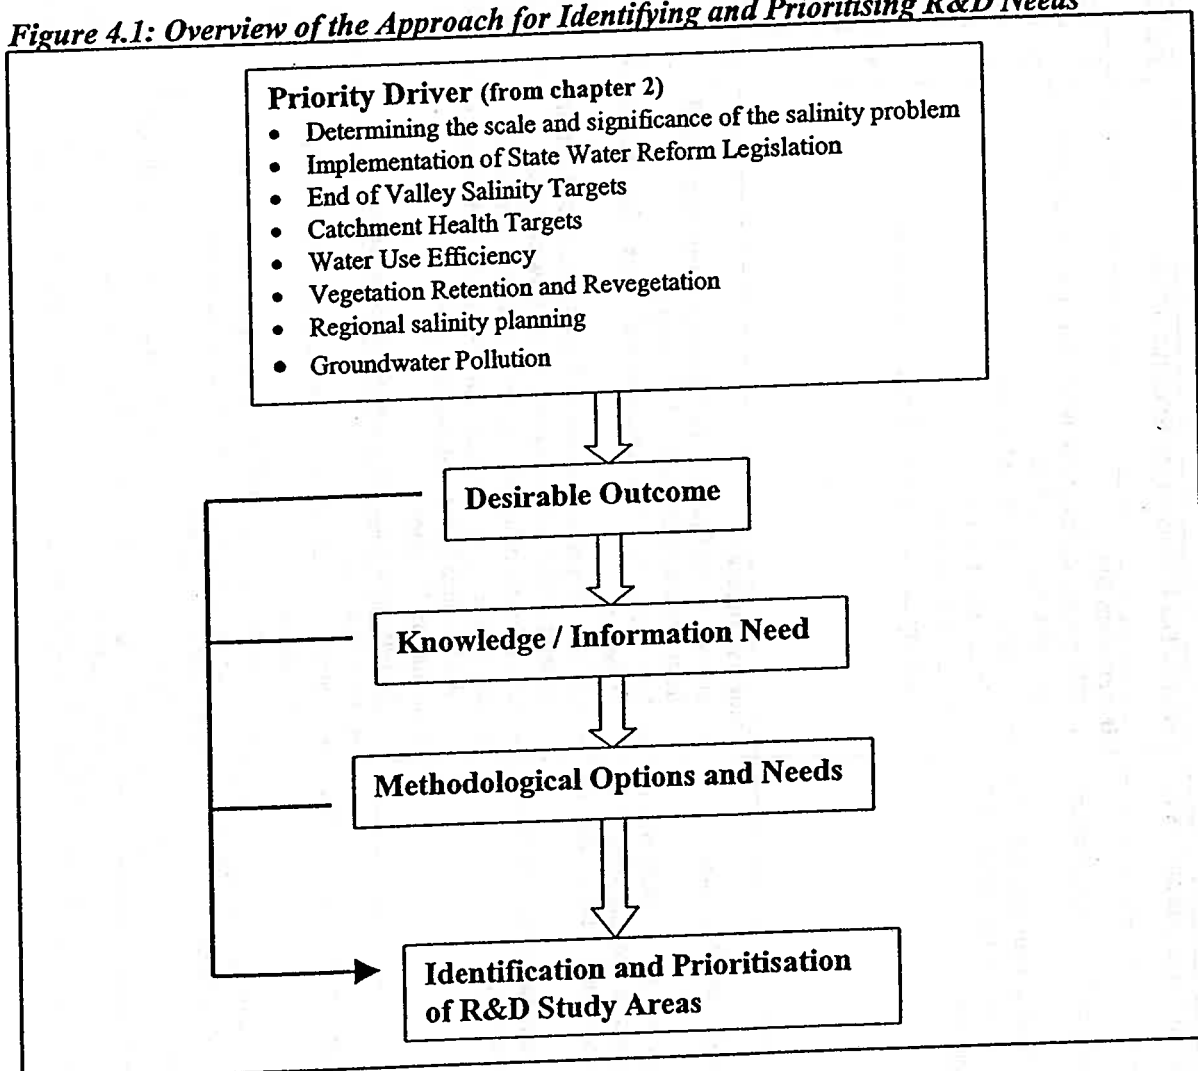 Figure 4.1: Overview of the Approach for Identifying and Prioritising R&D Needs
Priority Driver (from chapter 2)
• Determining the scale and significance of the salinity problem
• Implementation of State Water Reform Legislation
• End of Valley Salinity Targets
• Catchment Health Targets
• Water Use Efficiency
• Vegetation Retention and Revegetation
• Regional salinity planning
• Groundwater Pollution
Desirable Outcome
Knowledge / Information Need
Methodological Options and Needs
Identification and Prioritisation
of R&D Study Areas